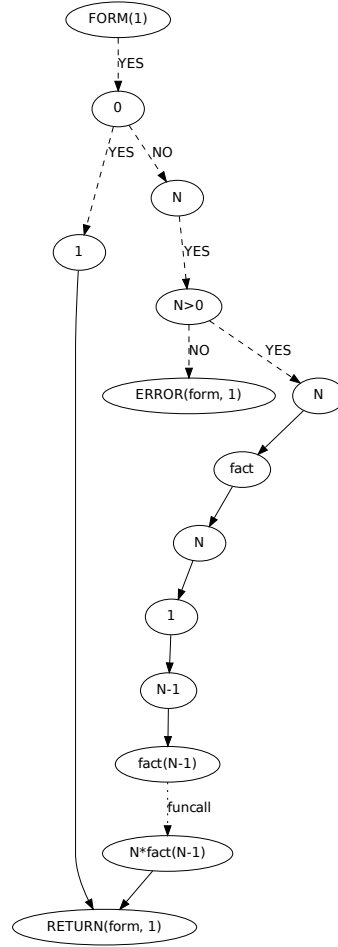 FORM(1)
YES
0
YES
NO
N
1
YES
N>0
NO
YES
ERROR(form, 1)
N
fact
N
1
N-1
fact(N-1)
funcall
N*fact(N-1)
RETURN(form, 1)